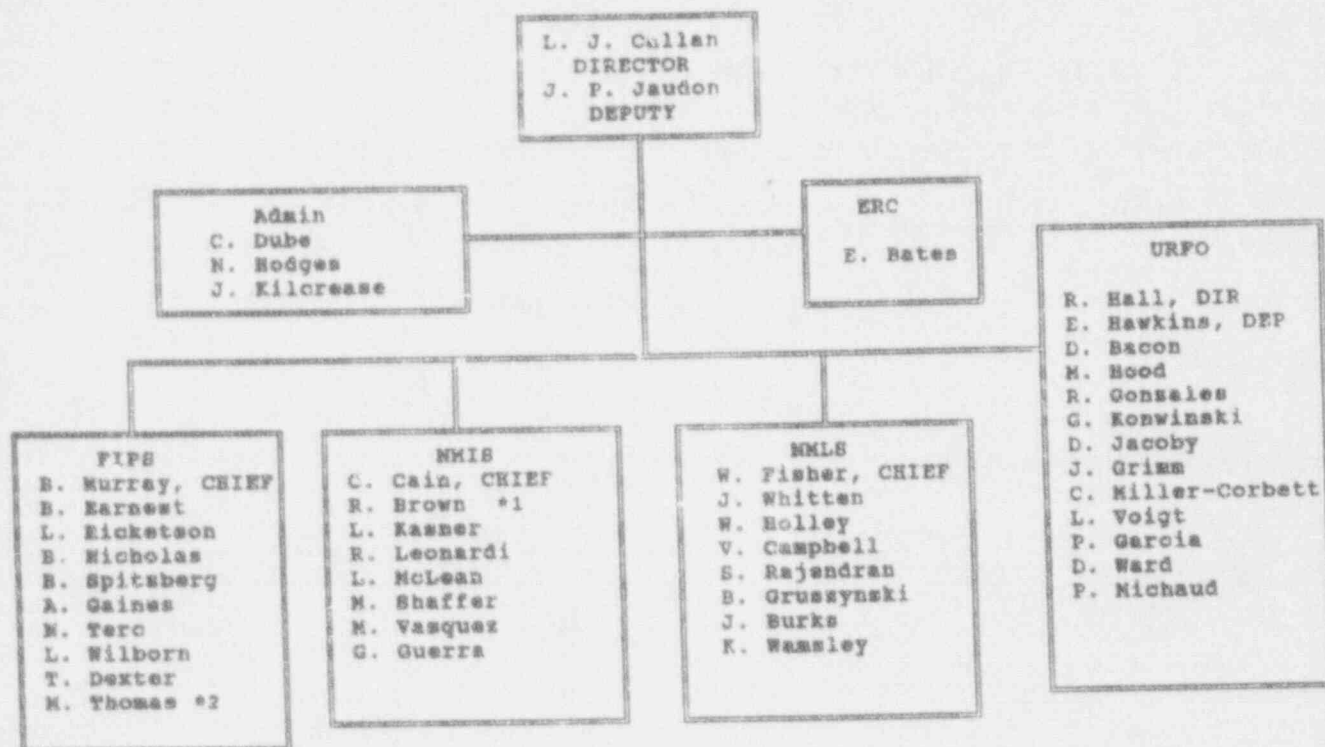 L. J. Callan
DIRECTOR
J. P. Jaudon
DEPUTY
Admin
C. Dube
N. Hodges
J. Kilcrease
ERC
E. Bates
URFO
R. Hall, DIR
E. Hawkins, DEP
D. Bacon
M. Hood
R. Gonzales
G. Konwinski
D. Jacoby
J. Grimm
C. Miller-Corbett
L. Voigt
P. Garcia
D. Ward
P. Michaud
FIPS
B. Murray, CHIEF
B. Earnest
L. Ricketson
B. Nicholas
B. Spitzberg
A. Gaines
N. Terc
L. Wilborn
T. Dexter
M. Thomas *2
NMIS
C. Cain, CHIEF
R. Brown *1
L. Kasner
R. Leonardi
L. McLean
M. Shaffer
M. Vasquez
G. Guerra
NMLS
W. Fisher, CHIEF
J. Whitten
W. Holley
V. Campbell
S. Rajendran
B. Gruszynski
J. Burks
K. Wamsley